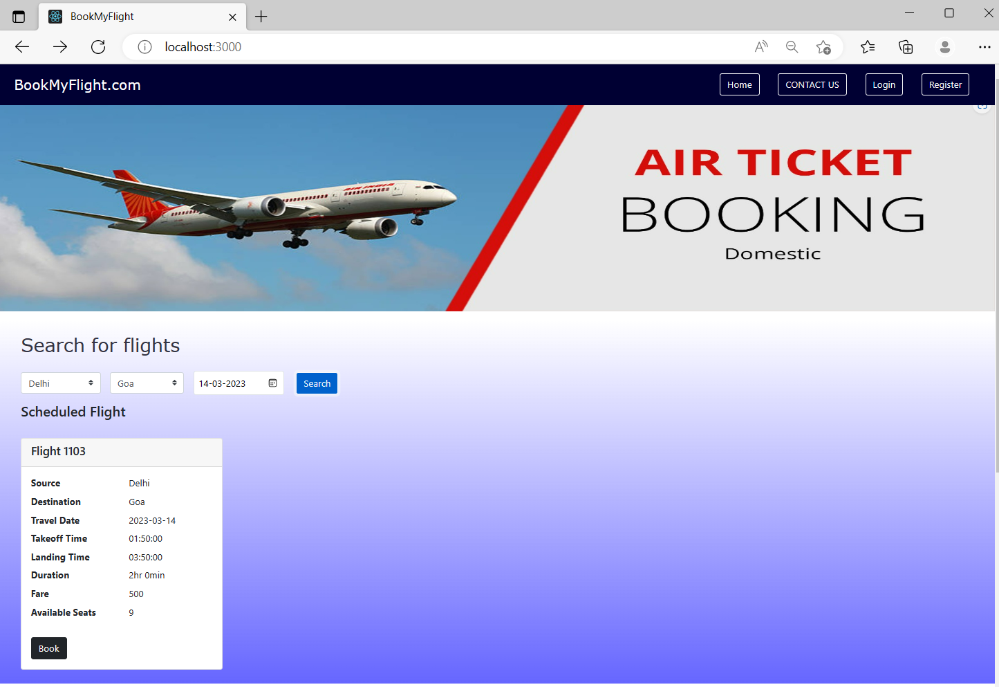 BookMyFlight
localhost:3000
BookMyFlight.com
Home
CONTACT US
Login
Register
AIR INDIA
AIR TICKET
BOOKING
Domestic
Search for flights
Delhi
Goa
14-03-2023
Search
Scheduled Flight
Flight 1103
Source Delhi
Destination Goa
Travel Date 2023-03-14
Takeoff Time 01:50:00
Landing Time 03:50:00
Duration 2hr 0min
Fare 500
Available Seats 9
Book